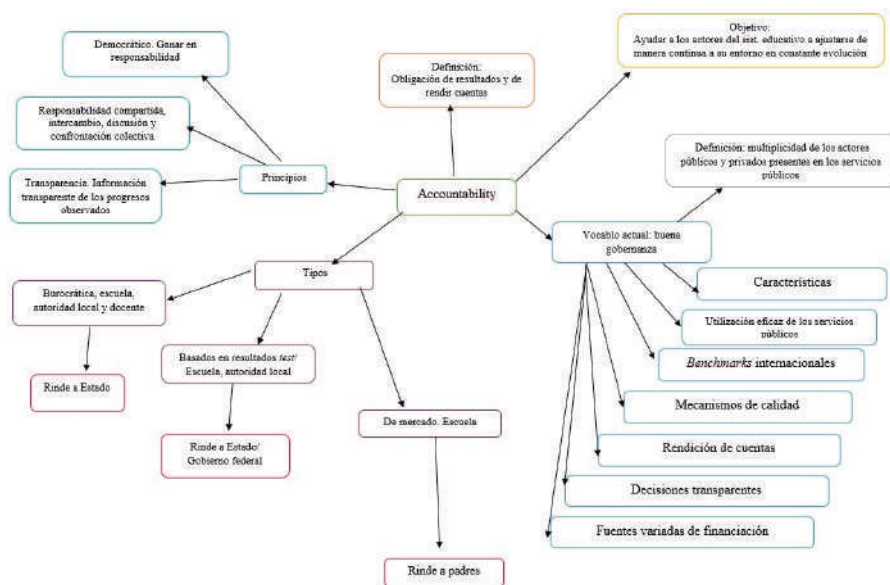 Objetivo:
Ayudar a los actores del sist. educativo a ajustarse de
manera continua a su entorno en constante evolución
Democrático. Ganar en
responsabilidad
Definición:
Obligación de resultados y de
rendir cuentas
Responsabilidad compartida,
intercambio, discusión y
confrontación colectiva
Definición: multiplicidad de los actores
públicos y privados presentes en los servicios
públicos
Transparencia. Información
transparente de los progresos
observados
Principios
Accountability
Vocablo actual: buena
gobernanza
Tipos
Características
Burocrática, escuela,
autoridad local y docente
Utilización eficaz de los servicios
públicos
Basados en resultados test/
Escuela, autoridad local
Benchmarks internacionales
Rinde a Estado
Mecanismos de calidad
De mercado. Escuela
Rinde a Estado/
Gobierno federal
Rendición de cuentas
Decisiones transparentes
Fuentes variadas de financiación
Rinde a padres